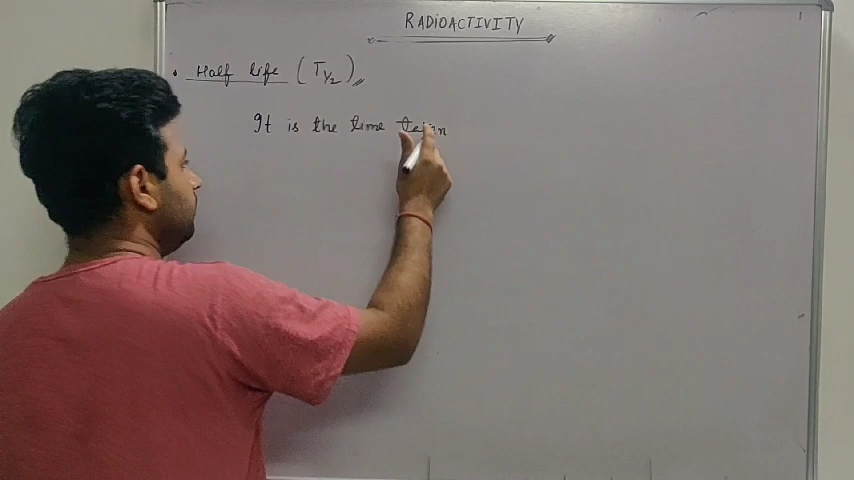 RADIOACTIVITY
• Half life (T1/2)
It is the time